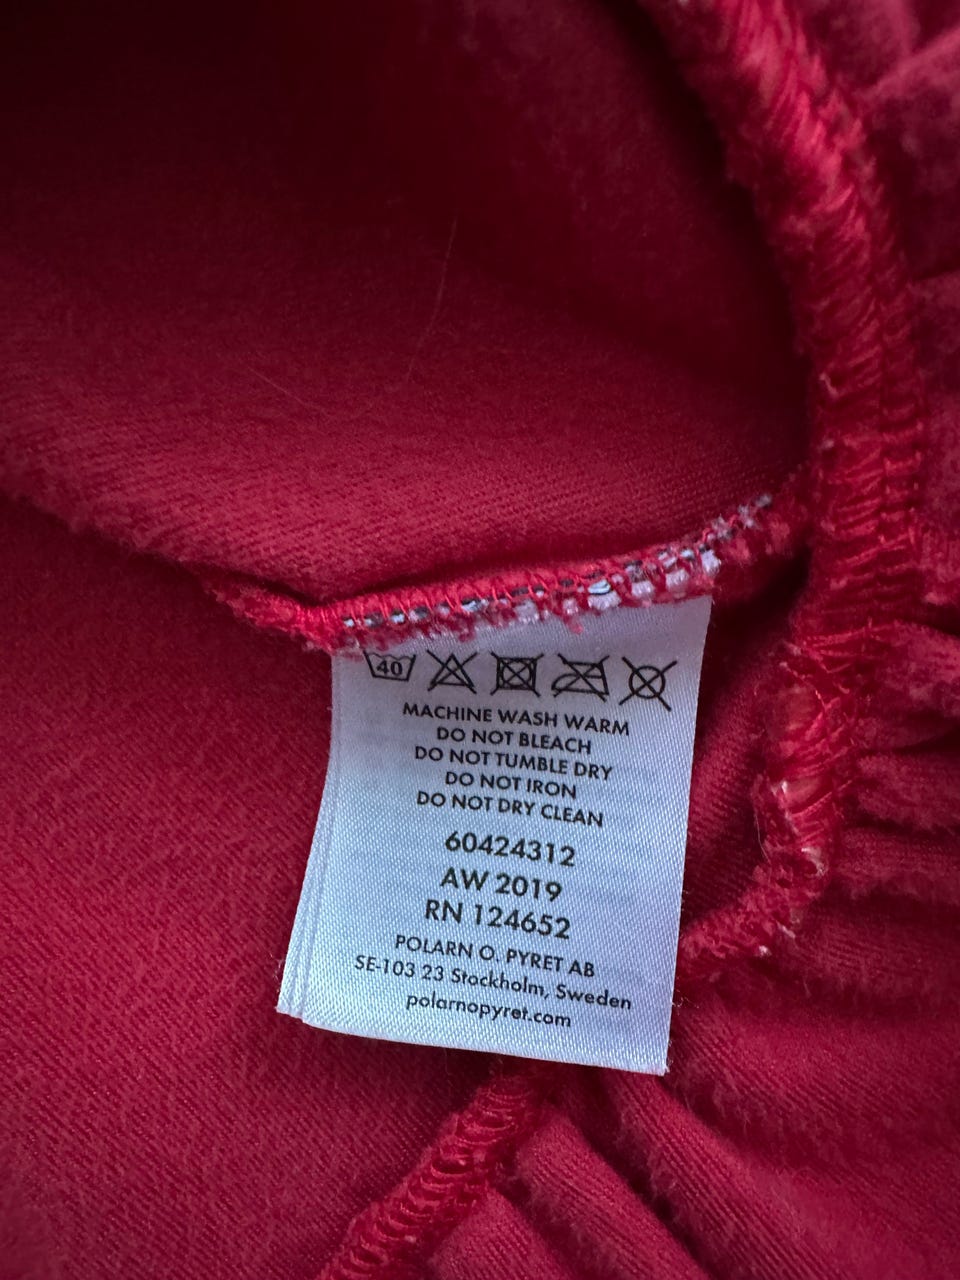 40
MACHINE WASH WARM
DO NOT BLEACH
DO NOT TUMBLE DRY
DO NOT IRON
DO NOT DRY CLEAN
60424312
AW 2019
RN 124652
POLARN O. PYRET AB
SE-103 23 Stockholm, Sweden
polarnopyret.com